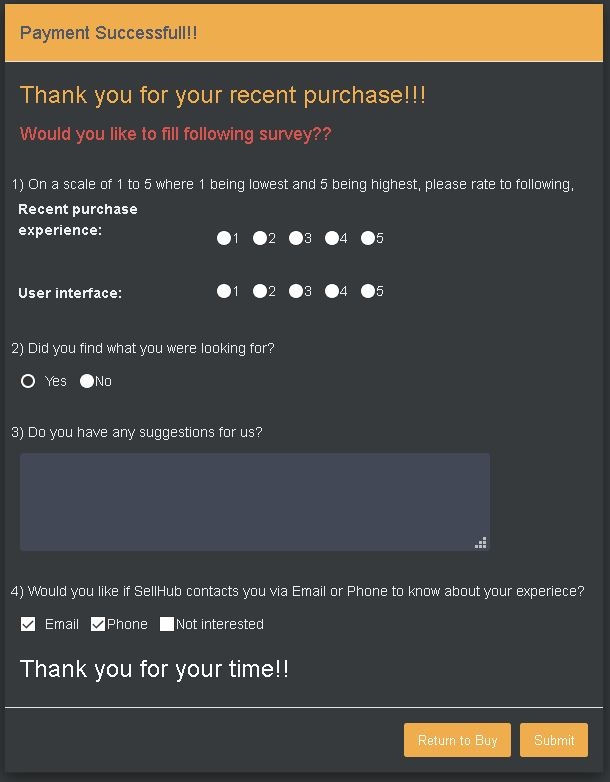 Payment Successfull!!
Thank you for your recent purchase!!!
Would you like to fill following survey??
1) On a scale of 1 to 5 where 1 being lowest and 5 being highest, please rate to following,
Recent purchase
experience:
1 2 3 4 5
User interface:
1 2 3 4 5
2) Did you find what you were looking for?
Yes No
3) Do you have any suggestions for us?
4) Would you like if SellHub contacts you via Email or Phone to know about your experiece?
Email Phone Not interested
Thank you for your time!!
Return to Buy Submit